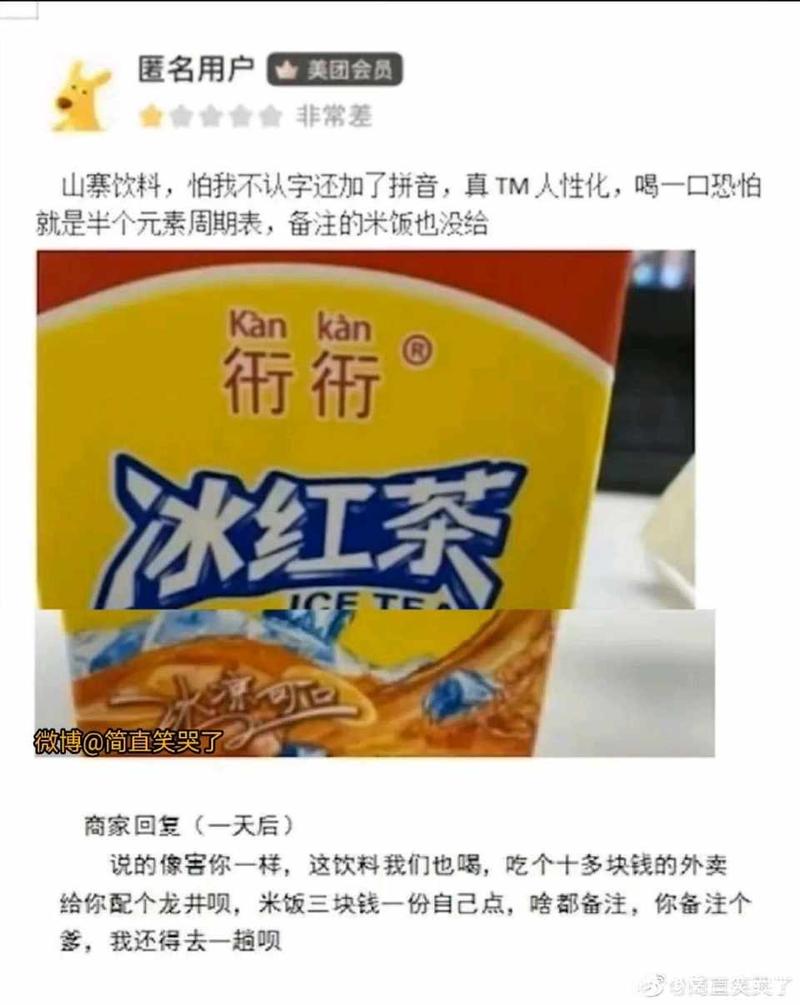 匿名用户 美团会员
非常差
山寨饮料，怕我不认字还加了拼音，真 TM 人性化，喝一口恐怕
就是半个元素周期表，备注的米饭也没给
Kàn kàn
衎衎®
冰红茶
ICE TEA
冰凉可口
微博@简直笑哭了
商家回复（一天后）
说的像害你一样，这饮料我们也喝，吃个十多块钱的外卖
给你配个龙井呗，米饭三块钱一份自己点，啥都备注，你备注个
爹，我还得去一趟呗
@简直笑哭了